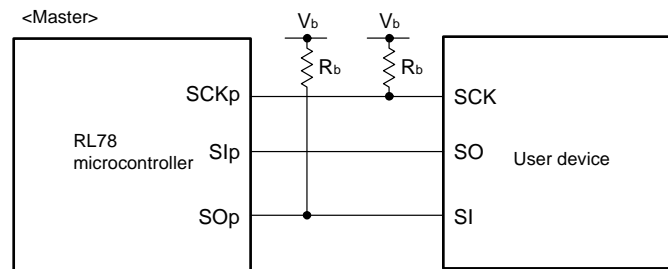 <Master>
Vb Vb
Rb Rb
SCKp SCK
RL78
microcontroller
SIp SO
User device
SOp SI